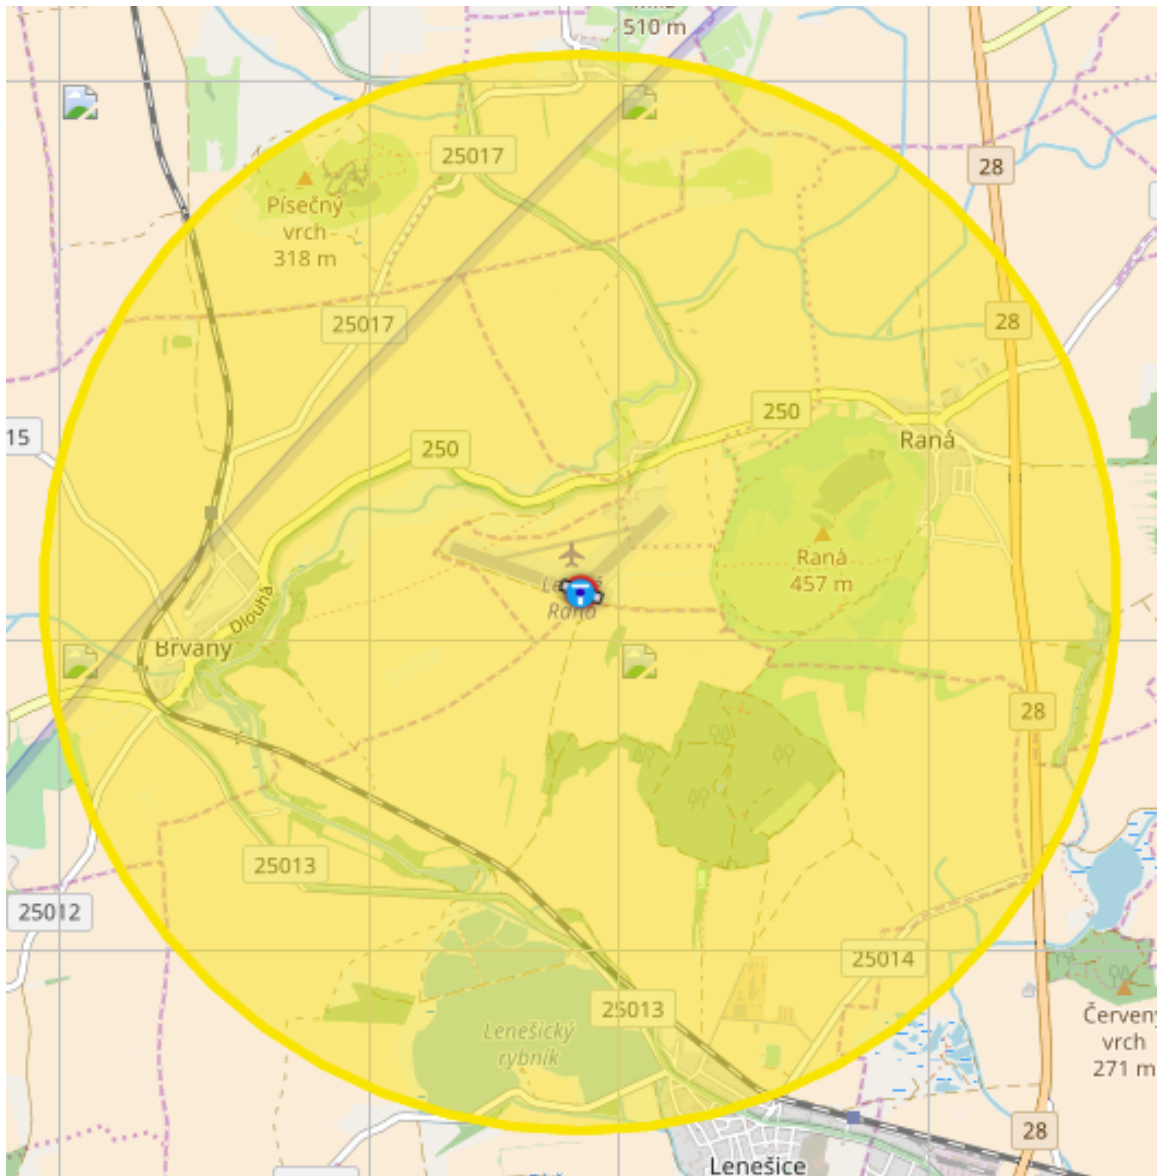 510 m
25017
28
Písečný
vrch
318 m
25017
28
15
250
250
Raná
Raná
457 m
Raná
Dlouhá
Břvany
28
25013
25012
25014
25013
Lenešický
rybník
Červený
vrch
271 m
28
Lenešice